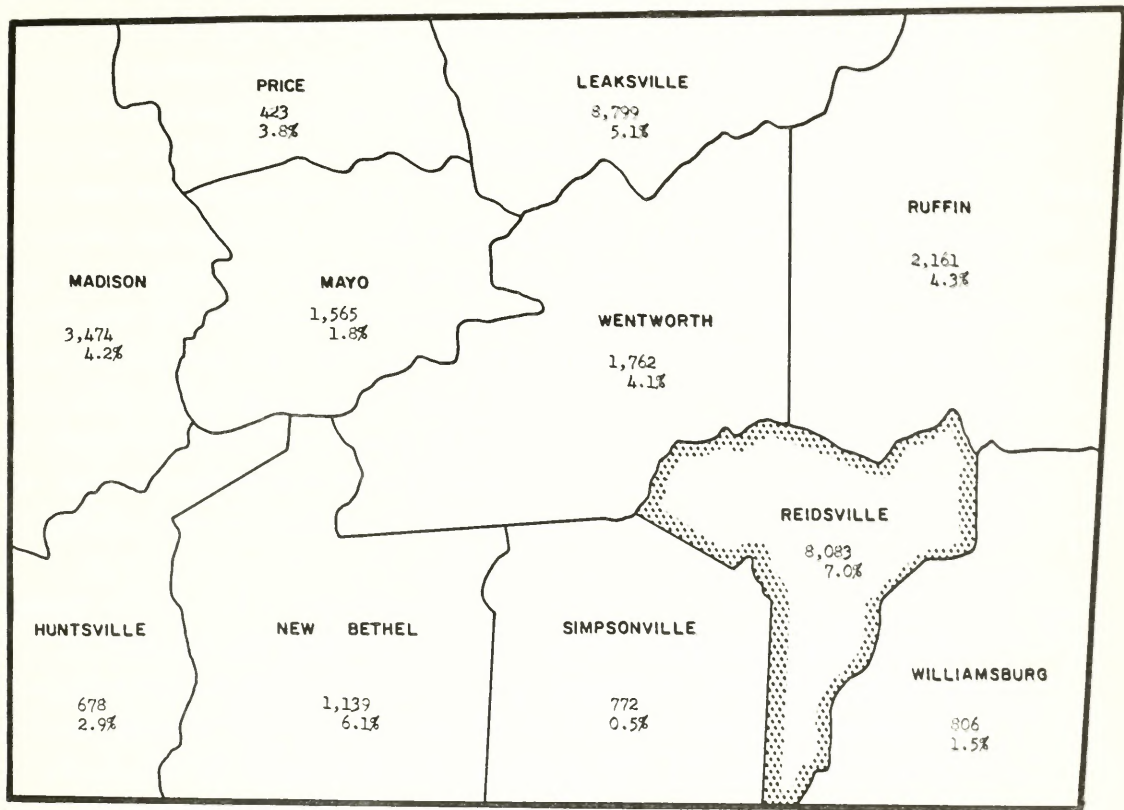 PRICE
423
3.8%
LEAKSVILLE
8,799
5.1%
RUFFIN
2,161
4.3%
MADISON
3,474
4.2%
MAYO
1,565
1.8%
WENTWORTH
1,762
4.1%
REIDSVILLE
8,083
7.0%
HUNTSVILLE
678
2.9%
NEW BETHEL
1,139
6.1%
SIMPSONVILLE
772
0.5%
WILLIAMSBURG
806
1.5%